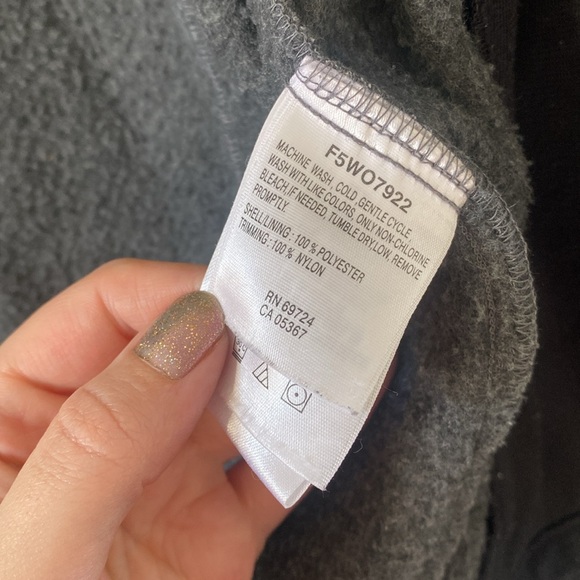 F5WO7922
MACHINE WASH, COLD, GENTLE CYCLE
WASH WITH LIKE COLORS, ONLY NON-CHLORINE
BLEACH, IF NEEDED, TUMBLE DRY LOW, REMOVE
PROMPTLY.
SHELL/LINING : 100 % POLYESTER
TRIMMING : 100 % NYLON
RN 69724
CA 05367